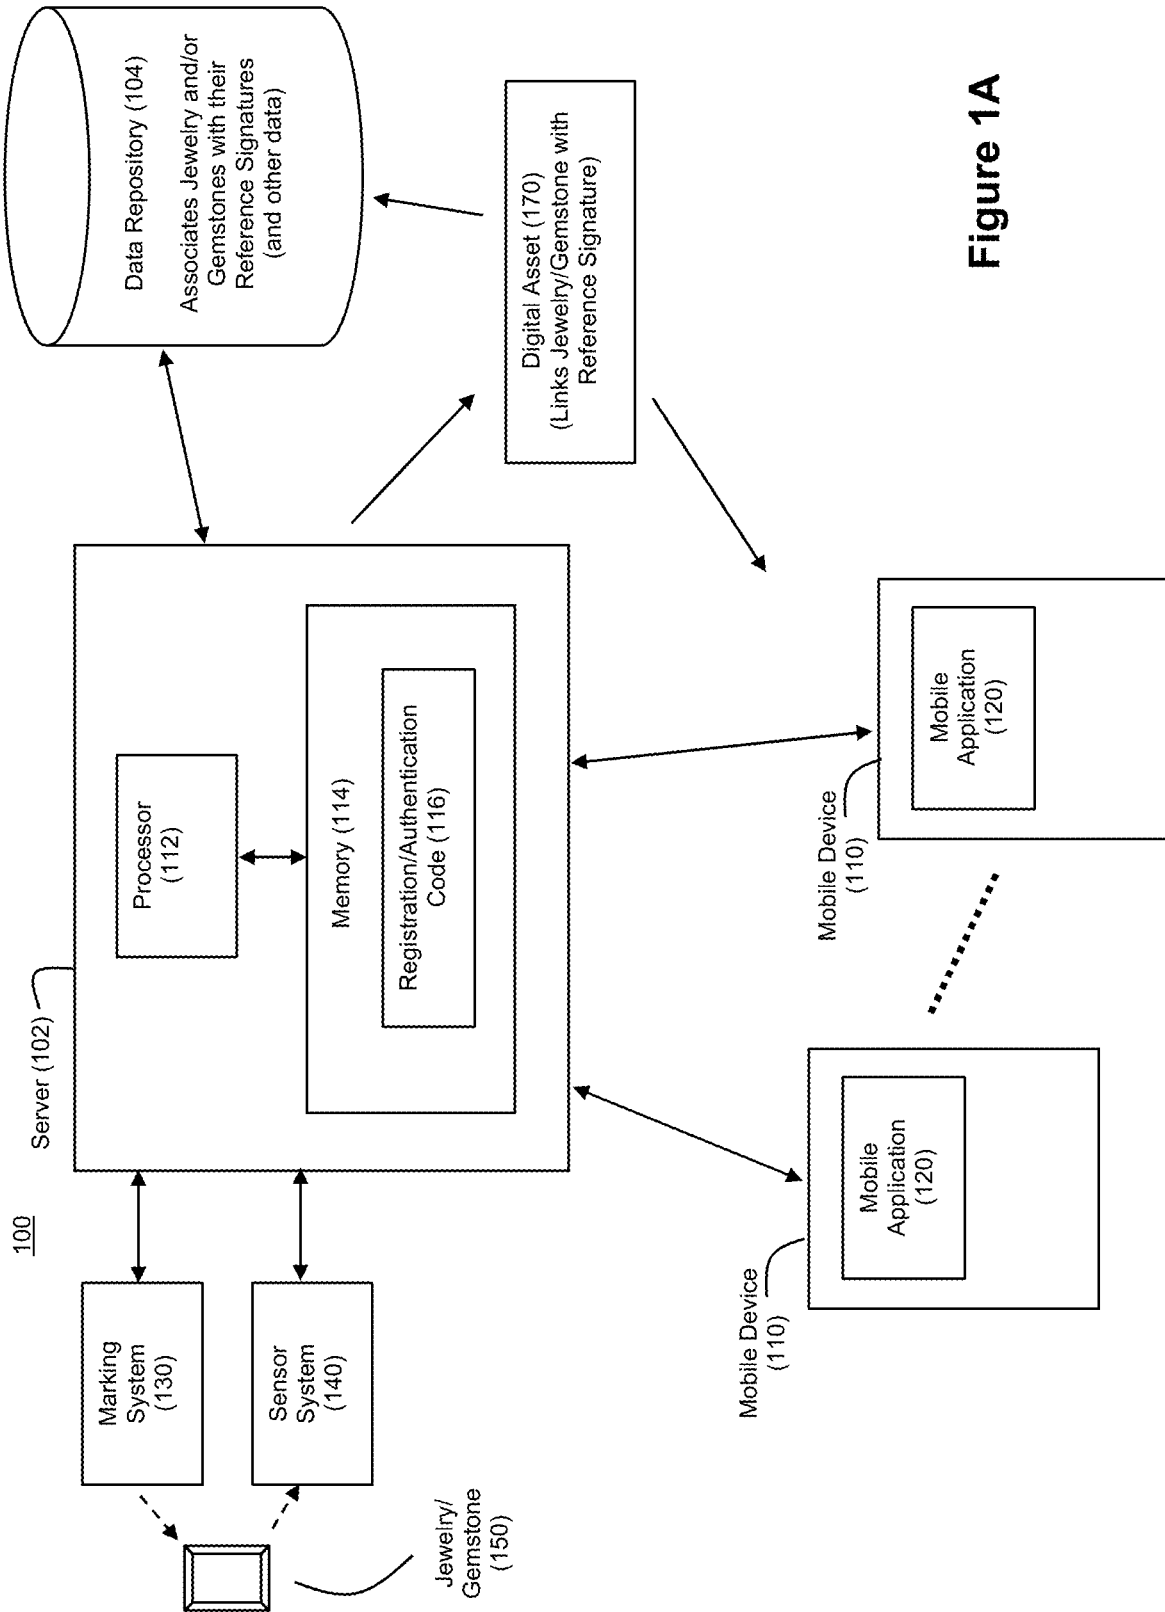 100
Server (102)
Marking
System
(130)
Sensor
System
(140)
Jewelry/
Gemstone
(150)
Processor
(112)
Memory (114)
Registration/Authentication
Code (116)
Data Repository (104)
Associates Jewelry and/or
Gemstones with their
Reference Signatures
(and other data)
Digital Asset (170)
(Links Jewelry/Gemstone with
Reference Signature)
Mobile Device
(110)
Mobile
Application
(120)
Mobile Device
(110)
Mobile
Application
(120)
Figure 1A